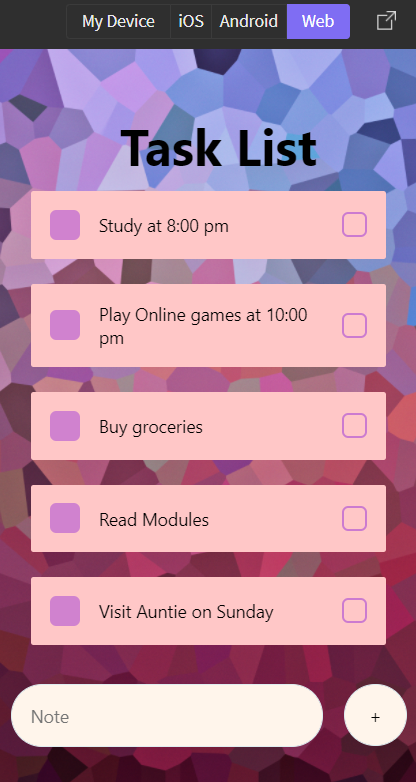 My Device iOS Android Web
Task List
Study at 8:00 pm
Play Online games at 10:00
pm
Buy groceries
Read Modules
Visit Auntie on Sunday
Note +